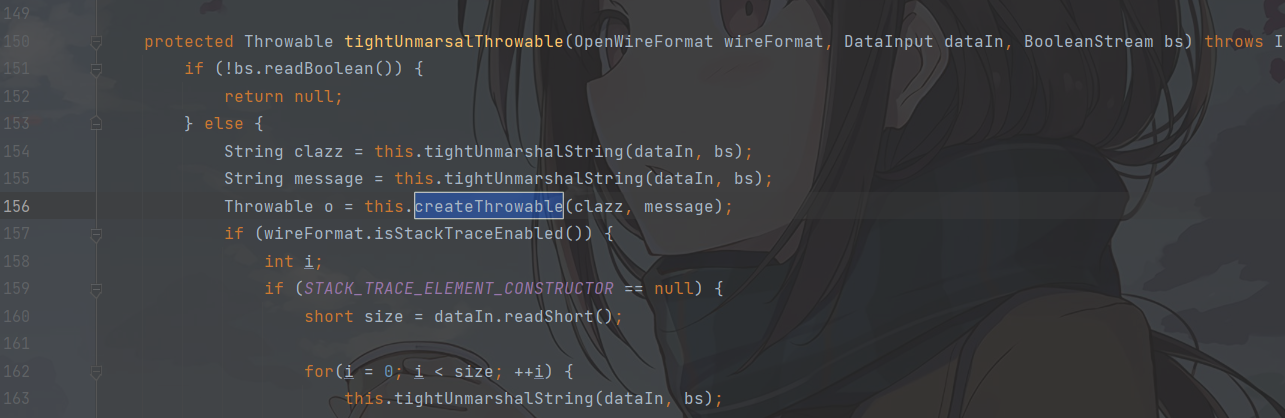 149
150 protected Throwable tightUnmarsalThrowable(OpenWireFormat wireFormat, DataInput dataIn, BooleanStream bs) throws I
151 if (!bs.readBoolean()) {
152 return null;
153 } else {
154 String clazz = this.tightUnmarshalString(dataIn, bs);
155 String message = this.tightUnmarshalString(dataIn, bs);
156 Throwable o = this.createThrowable(clazz, message);
157 if (wireFormat.isStackTraceEnabled()) {
158 int i;
159 if (STACK_TRACE_ELEMENT_CONSTRUCTOR == null) {
160 short size = dataIn.readShort();
161
162 for(i = 0; i < size; ++i) {
163 this.tightUnmarshalString(dataIn, bs);